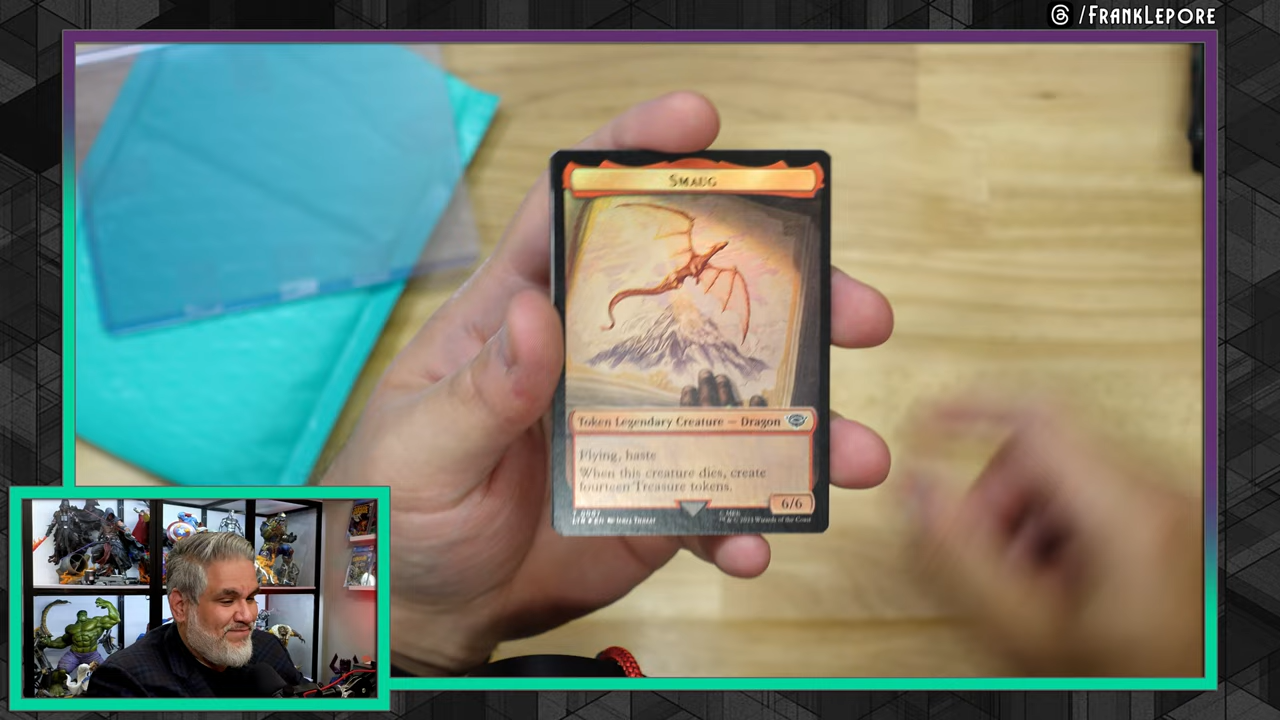 /FrankLepore
Smaug
Token Legendary Creature — Dragon
Flying, haste
When this creature dies, create
fourteen Treasure tokens.
6/6